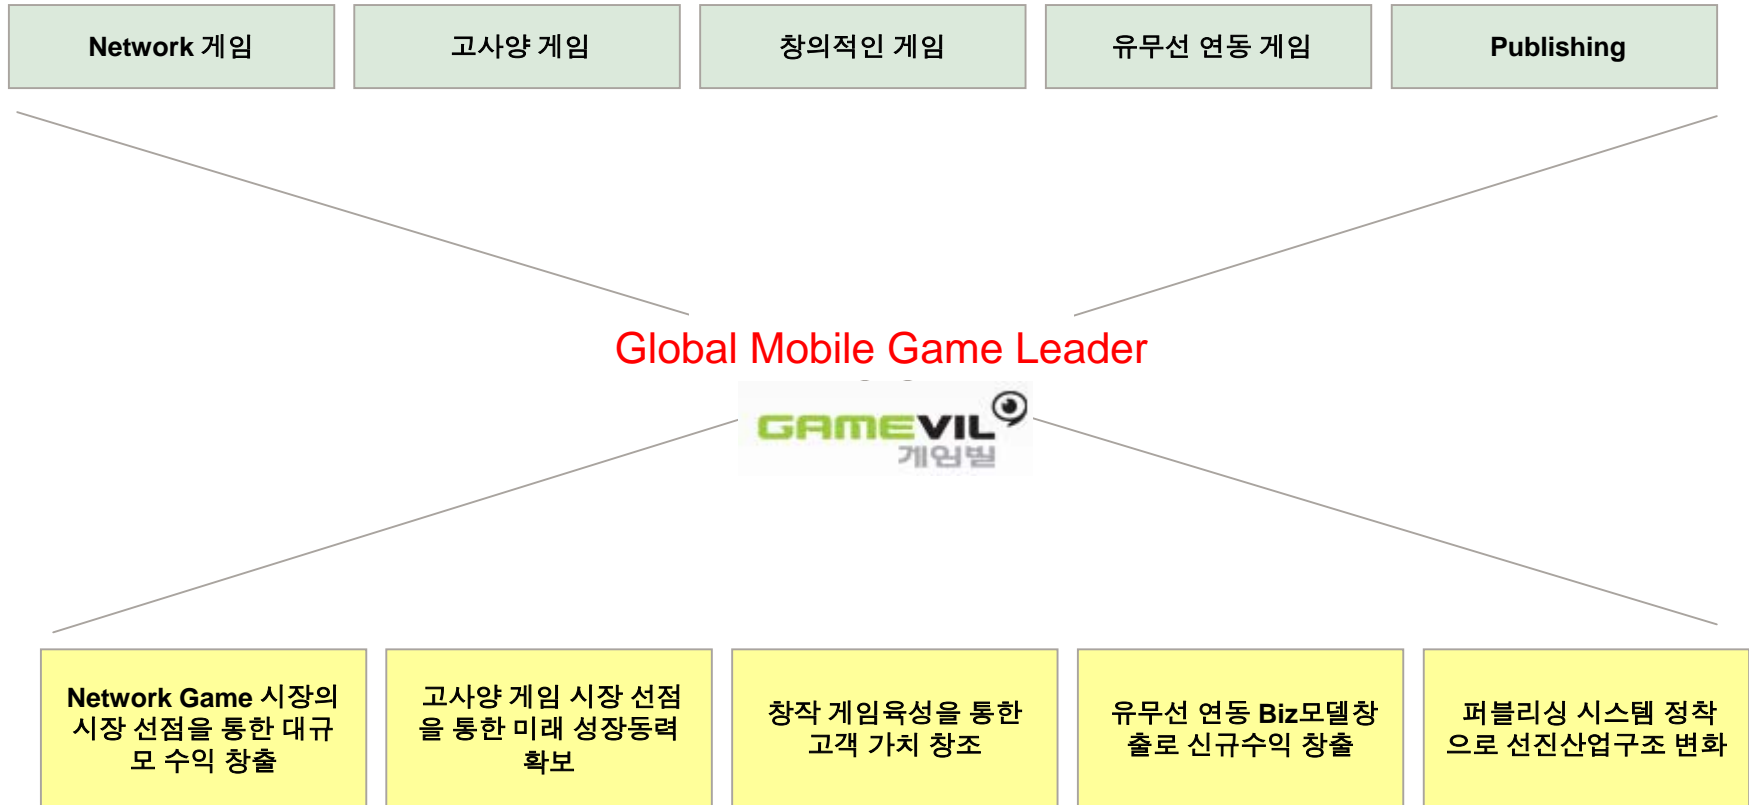 Network 게임
고사양 게임
창의적인 게임
유무선 연동 게임
Publishing
Global Mobile Game Leader
GAMEVIL
게임빌
Network Game 시장의
시장 선점을 통한 대규
모 수익 창출
고사양 게임 시장 선점
을 통한 미래 성장동력
확보
창작 게임육성을 통한
고객 가치 창조
유무선 연동 Biz모델창
출로 신규수익 창출
퍼블리싱 시스템 정착
으로 선진산업구조 변화